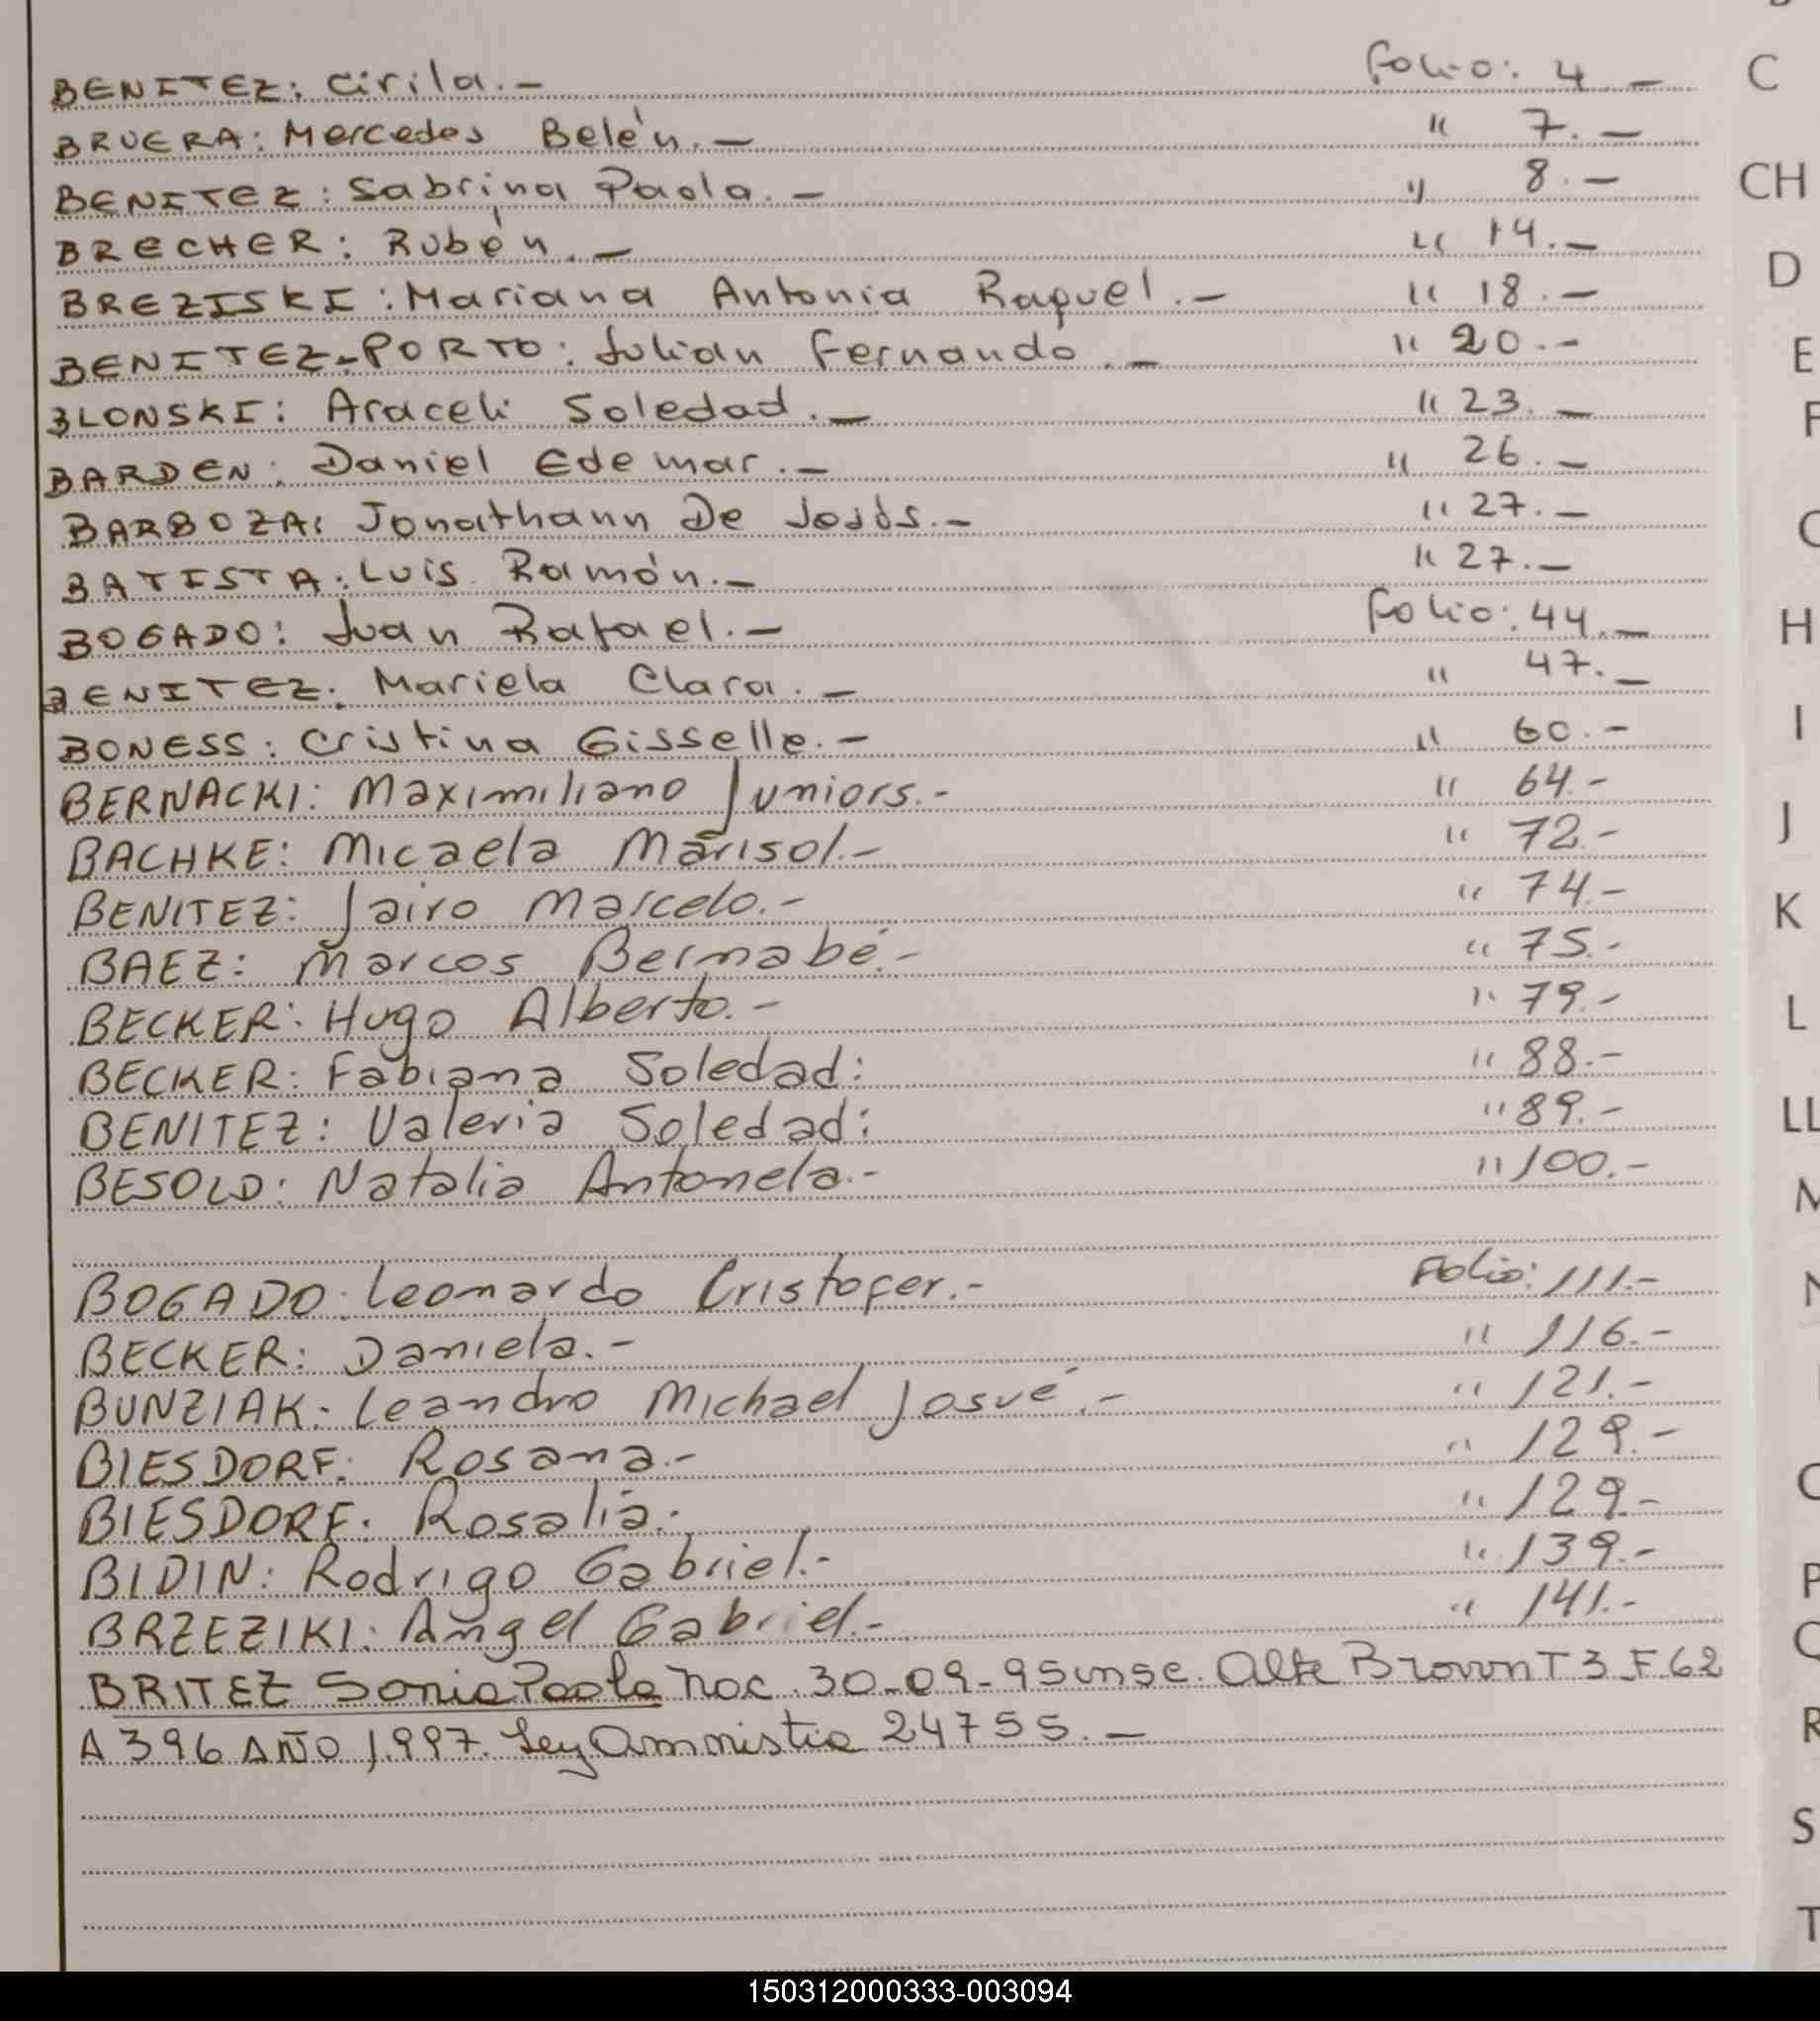 BENITEZ: Cirila.- Folio: 4.-
C
BRUERA: Mercedes Belén.- " 7.-
BENITEZ: Sabrina Paola.- " 8.-
CH
BRECHER: Rubén.- " 14.-
D
BREZISKI: Mariana Antonia Raquel.- " 18.-
BENITEZ-PORTO: Julian Fernando.- " 20.-
E
BLONSKI: Araceli Soledad.- " 23.-
F
BARDEN: Daniel Edemar.- " 26.-
BARBOZA: Jonathann De Jesús.- " 27.-
BATISTA: Luis Ramón.- " 27.-
BOGADO: Juan Rafael.- Folio: 44.-
H
BENITEZ: Mariela Clara.- " 47.-
I
BONESS: Cristina Gisselle.- " 60.-
BERNACKI: Maximiliano Juniors.- " 64.-
J
BACHKE: Micaela Marisol.- " 72.-
BENITEZ: Jairo Marcelo.- " 74.-
K
BAEZ: Marcos Bernabé.- " 75.-
BECKER: Hugo Alberto.- " 79.-
L
BECKER: Fabiana Soledad: " 88.-
BENITEZ: Valeria Soledad: " 89.-
LL
BESOLD: Natalia Antonela.- " 100.-
M
BOGADO: Leonardo Cristofer.- Folio: 111.-
N
BECKER: Daniela.- " 116.-
BUNZIAK: Leandro Michael Josué.- " 121.-
BIESDORF: Rosana.- " 129.-
BIESDORF: Rosalia.- " 129.-
BIDIN: Rodrigo Gabriel.- " 139.-
P
BRZEZIKI: Angel Gabriel.- " 141.-
Q
BRITEZ Sonia Paola nac. 30-09-95 insc. Alte Brown T 3 F 62
R
A 396 AÑO 1997. Ley Amnistia 24755.-
S
T
150312000333-003094